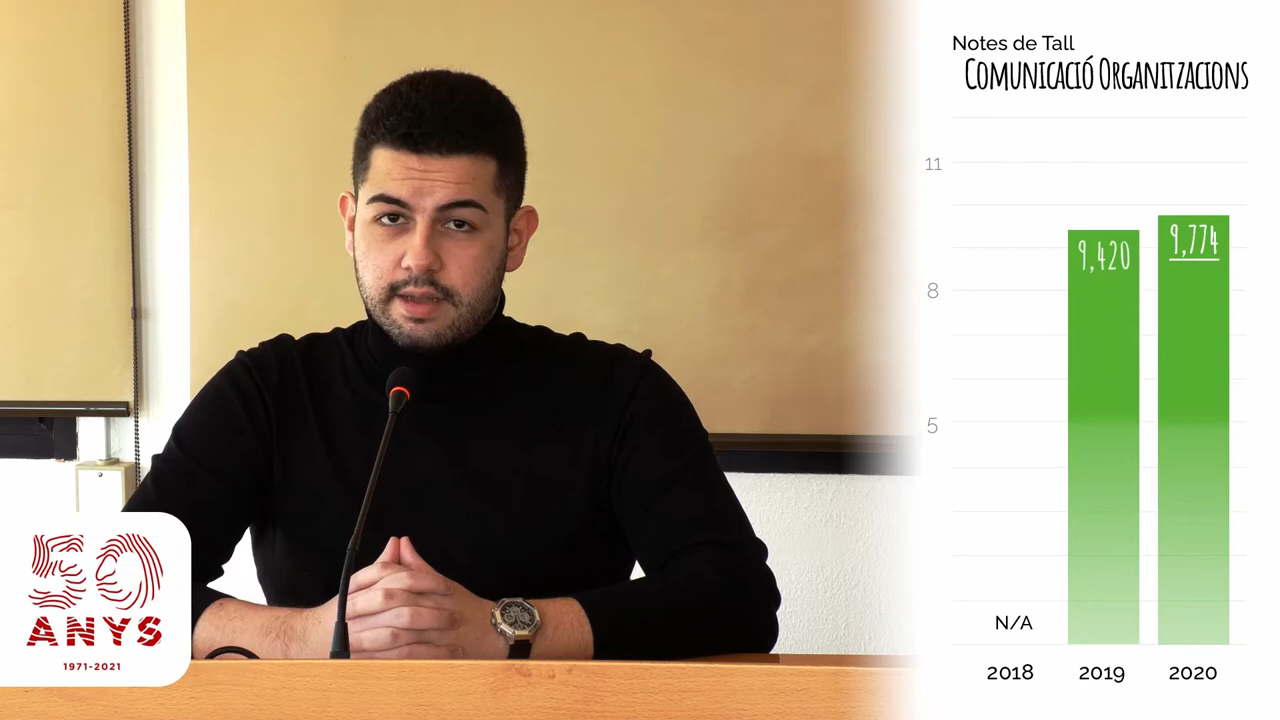 Notes de Tall
COMUNICACIÓ ORGANITZACIONS
11
8
5
9,420
9,774
N/A
2018 2019 2020
50
ANYS
1971-2021